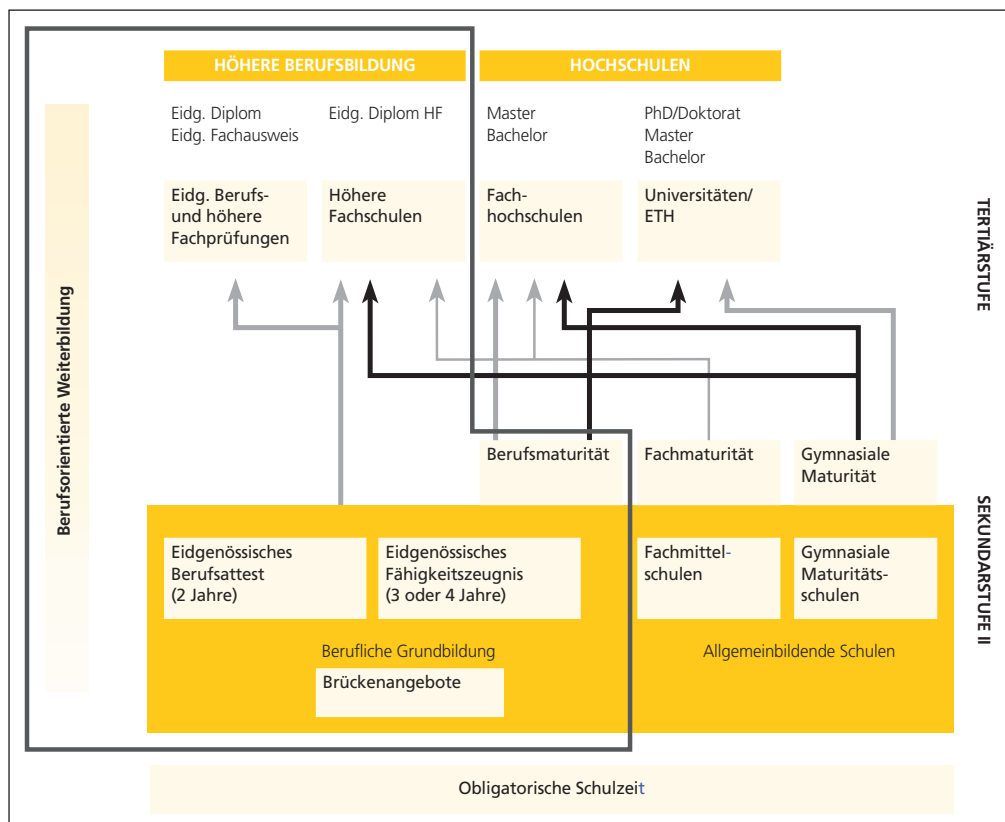 HÖHERE BERUFSBILDUNG
HOCHSCHULEN
Eidg. Diplom
Eidg. Fachausweis
Eidg. Diplom HF
Master
Bachelor
PhD/Doktorat
Master
Bachelor
Eidg. Berufs-
und höhere
Fachprüfungen
Höhere
Fachschulen
Fach-
hochschulen
Universitäten/
ETH
TERTIÄRSTUFE
Berufsorientierte Weiterbildung
Berufsmaturität
Fachmaturität
Gymnasiale
Maturität
SEKUNDARSTUFE II
Eidgenössisches
Berufsattest
(2 Jahre)
Eidgenössisches
Fähigkeitszeugnis
(3 oder 4 Jahre)
Fachmittel-
schulen
Gymnasiale
Maturitäts-
schulen
Berufliche Grundbildung
Allgemeinbildende Schulen
Brückenangebote
Obligatorische Schulzeit